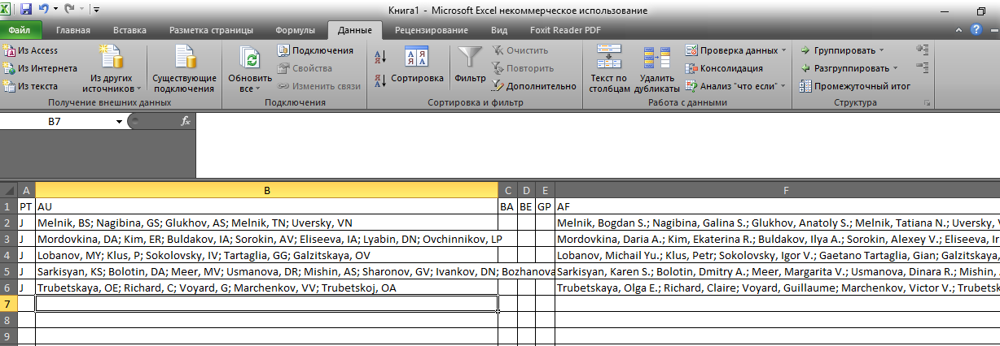 Книга1 - Microsoft Excel некоммерческое использование
Файл Главная Вставка Разметка страницы Формулы Данные Рецензирование Вид Foxit Reader PDF
Из Access
Из Интернета
Из текста
Из других источников
Существующие подключения
Получение внешних данных
Обновить все
Подключения
Свойства
Изменить связи
Подключения
Сортировка
Фильтр
Очистить
Повторить
Дополнительно
Сортировка и фильтр
Текст по столбцам
Удалить дубликаты
Проверка данных
Консолидация
Анализ "что если"
Работа с данными
Группировать
Разгруппировать
Промежуточный итог
Структура
B7 fx
A B C D E F
1 PT AU BA BE GP AF
2 J Melnik, BS; Nagibina, GS; Glukhov, AS; Melnik, TN; Uversky, VN Melnik, Bogdan S.; Nagibina, Galina S.; Glukhov, Anatoly S.; Melnik, Tatiana N.; Uversky, V
3 J Mordovkina, DA; Kim, ER; Buldakov, IA; Sorokin, AV; Eliseeva, IA; Lyabin, DN; Ovchinnikov, LP Mordovkina, Daria A.; Kim, Ekaterina R.; Buldakov, Ilya A.; Sorokin, Alexey V.; Eliseeva, Ir
4 J Lobanov, MY; Klus, P; Sokolovsky, IV; Tartaglia, GG; Galzitskaya, OV Lobanov, Michail Yu.; Klus, Petr; Sokolovsky, Igor V.; Gaetano Tartaglia, Gian; Galzitskaya,
5 J Sarkisyan, KS; Bolotin, DA; Meer, MV; Usmanova, DR; Mishin, AS; Sharonov, GV; Ivankov, DN; Bozhanova Sarkisyan, Karen S.; Bolotin, Dmitry A.; Meer, Margarita V.; Usmanova, Dinara R.; Mishin,
6 J Trubetskaya, OE; Richard, C; Voyard, G; Marchenkov, VV; Trubetskoj, OA Trubetskaya, Olga E.; Richard, Claire; Voyard, Guillaume; Marchenkov, Victor V.; Trubetsk
7
8
9